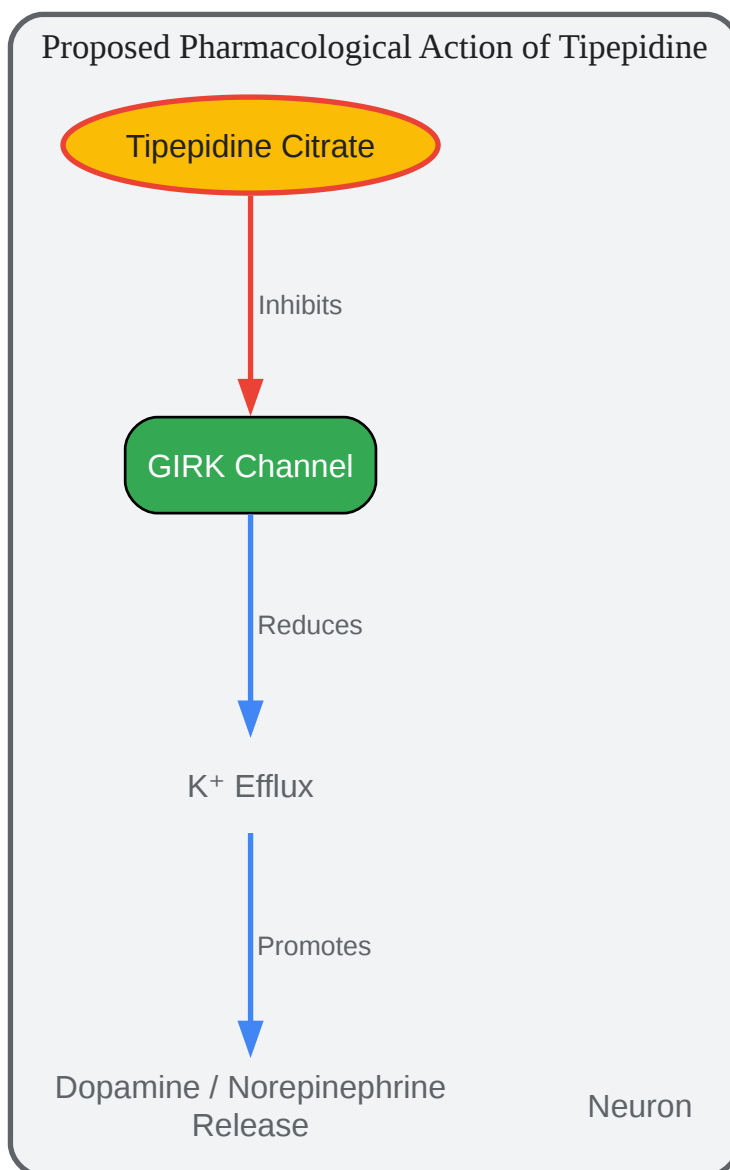 Proposed Pharmacological Action of Tipepidine
Tipepidine Citrate
Inhibits
GIRK Channel
Reduces
K⁺ Efflux
Promotes
Dopamine / Norepinephrine
Release
Neuron